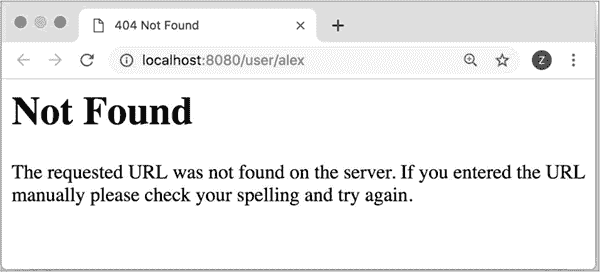 404 Not Found
localhost:8080/user/alex
Z
Not Found
The requested URL was not found on the server. If you entered the URL
manually please check your spelling and try again.